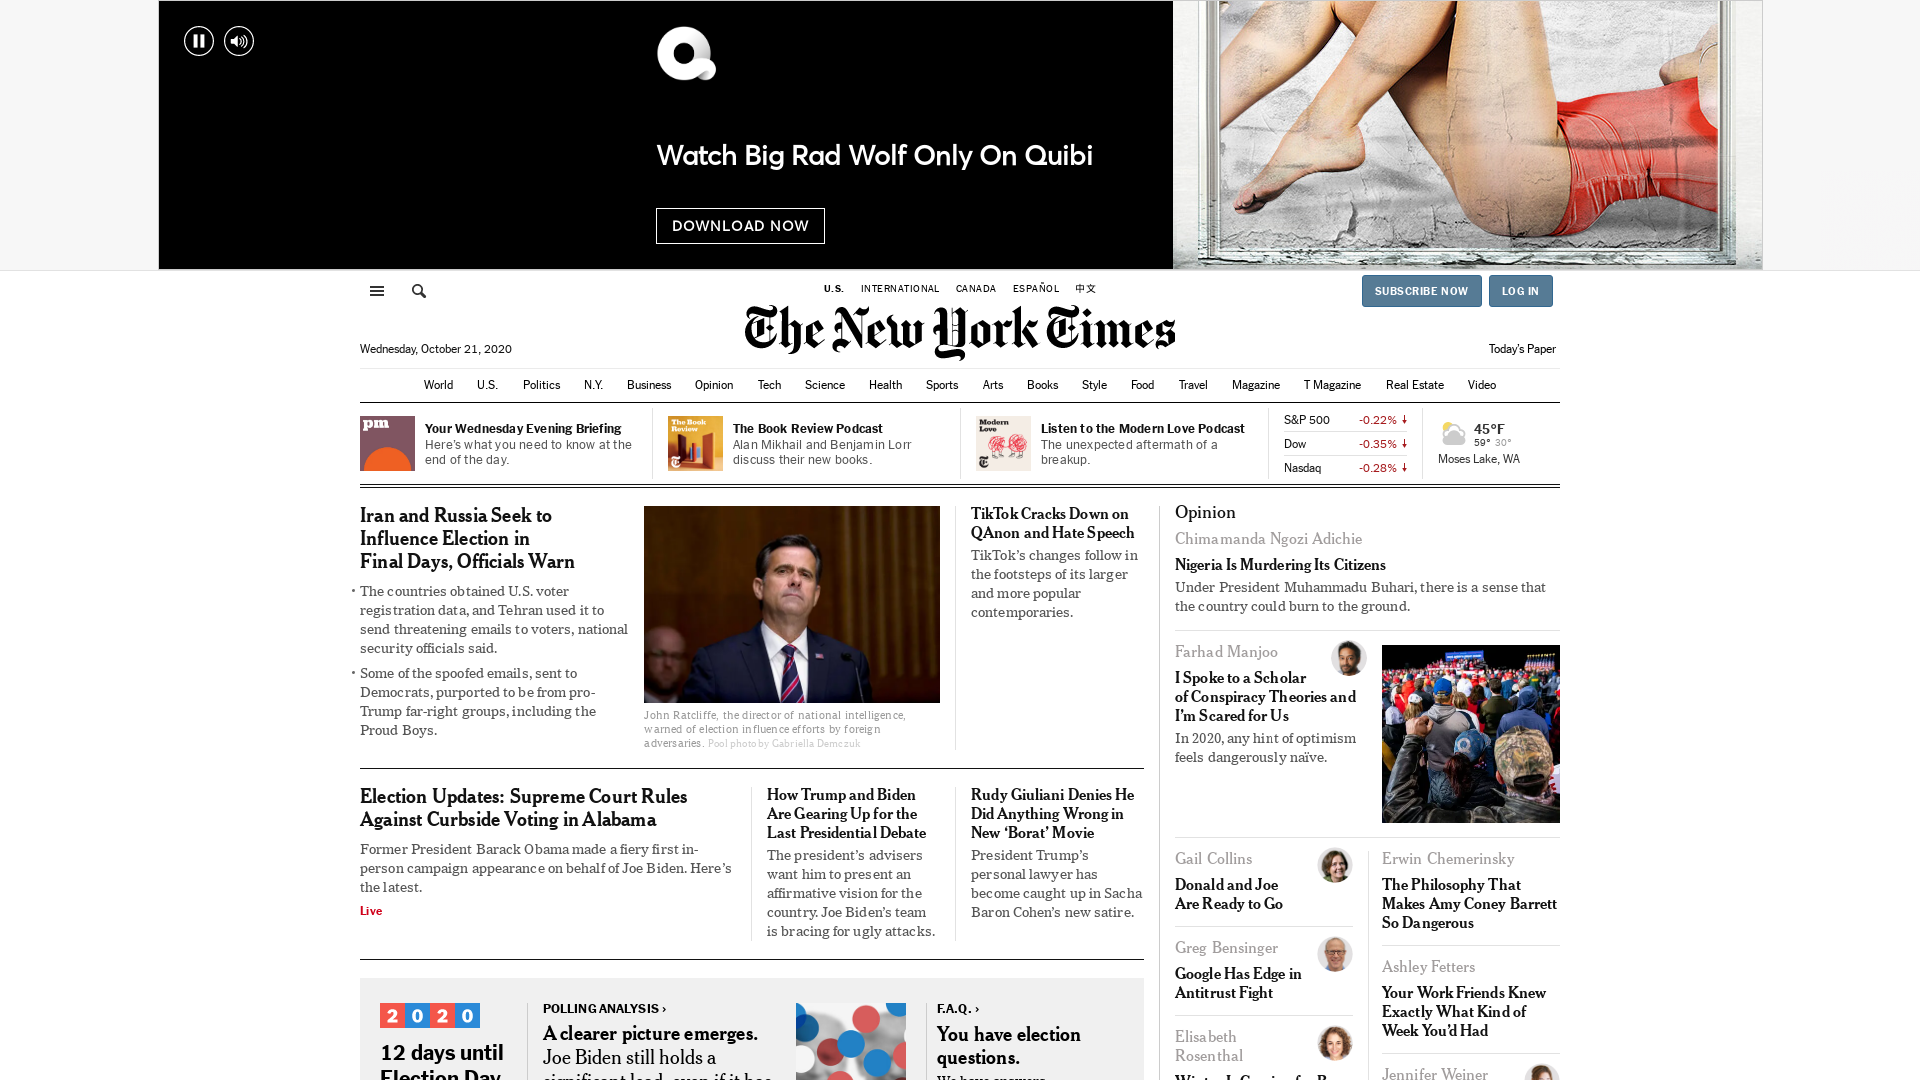 Watch Big Rad Wolf Only On Quibi
DOWNLOAD NOW
U.S. INTERNATIONAL CANADA ESPAÑOL 中文
SUBSCRIBE NOW LOG IN
The New York Times
Wednesday, October 21, 2020
Today's Paper
World U.S. Politics N.Y. Business Opinion Tech Science Health Sports Arts Books Style Food Travel Magazine T Magazine Real Estate Video
pm
Your Wednesday Evening Briefing
Here's what you need to know at the
end of the day.
The Book
Review
The Book Review Podcast
Alan Mikhail and Benjamin Lorr
discuss their new books.
Modern
Love
Listen to the Modern Love Podcast
The unexpected aftermath of a
breakup.
S&P 500 -0.22% ↓
Dow -0.35% ↓
Nasdaq -0.28% ↓
45°F
59° 30°
Moses Lake, WA
Iran and Russia Seek to
Influence Election in
Final Days, Officials Warn
• The countries obtained U.S. voter
registration data, and Tehran used it to
send threatening emails to voters, national
security officials said.
• Some of the spoofed emails, sent to
Democrats, purported to be from pro-
Trump far-right groups, including the
Proud Boys.
John Ratcliffe, the director of national intelligence,
warned of election influence efforts by foreign
adversaries. Pool photo by Gabriella Demczuk
TikTok Cracks Down on
QAnon and Hate Speech
TikTok's changes follow in
the footsteps of its larger
and more popular
contemporaries.
Election Updates: Supreme Court Rules
Against Curbside Voting in Alabama
Former President Barack Obama made a fiery first in-
person campaign appearance on behalf of Joe Biden. Here's
the latest.
Live
How Trump and Biden
Are Gearing Up for the
Last Presidential Debate
The president's advisers
want him to present an
affirmative vision for the
country. Joe Biden's team
is bracing for ugly attacks.
Rudy Giuliani Denies He
Did Anything Wrong in
New ‘Borat’ Movie
President Trump's
personal lawyer has
become caught up in Sacha
Baron Cohen's new satire.
2020
12 days until
Election Day
POLLING ANALYSIS ›
A clearer picture emerges.
Joe Biden still holds a
significant lead, even if it has
F.A.Q. ›
You have election
questions.
We have answers
Opinion
Chimamanda Ngozi Adichie
Nigeria Is Murdering Its Citizens
Under President Muhammadu Buhari, there is a sense that
the country could burn to the ground.
Farhad Manjoo
I Spoke to a Scholar
of Conspiracy Theories and
I'm Scared for Us
In 2020, any hint of optimism
feels dangerously naïve.
Gail Collins
Donald and Joe
Are Ready to Go
Greg Bensinger
Google Has Edge in
Antitrust Fight
Elisabeth
Rosenthal
Winter Is Coming for B
Erwin Chemerinsky
The Philosophy That
Makes Amy Coney Barrett
So Dangerous
Ashley Fetters
Your Work Friends Knew
Exactly What Kind of
Week You'd Had
Jennifer Weiner